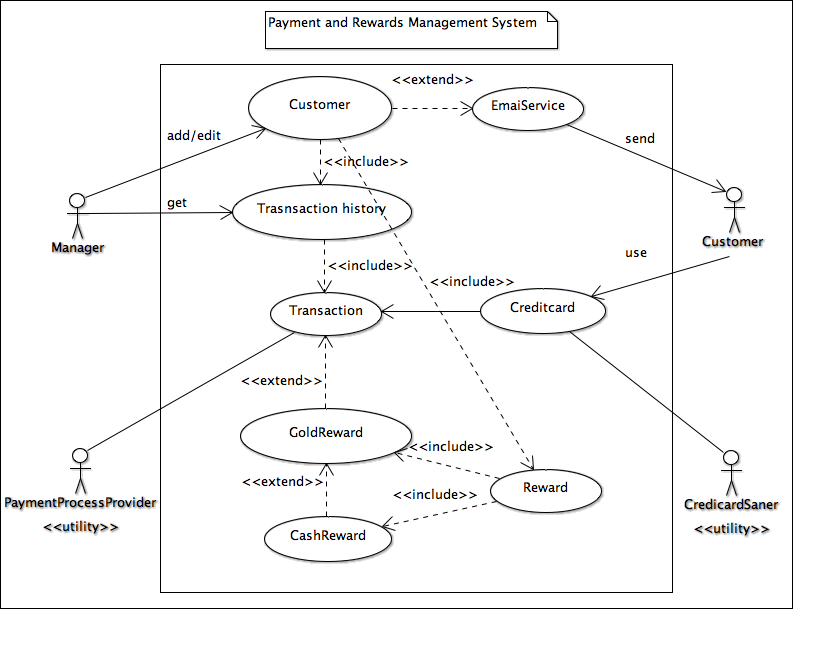 Payment and Rewards Management System
<<extend>>
Customer
EmaiService
add/edit
send
<<include>>
get
Trasnsaction history
Manager
Customer
use
<<include>>
<<include>>
Transaction
Creditcard
<<extend>>
GoldReward
<<include>>
<<extend>>
Reward
<<include>>
PaymentProcessProvider
<<utility>>
CredicardSaner
<<utility>>
CashReward